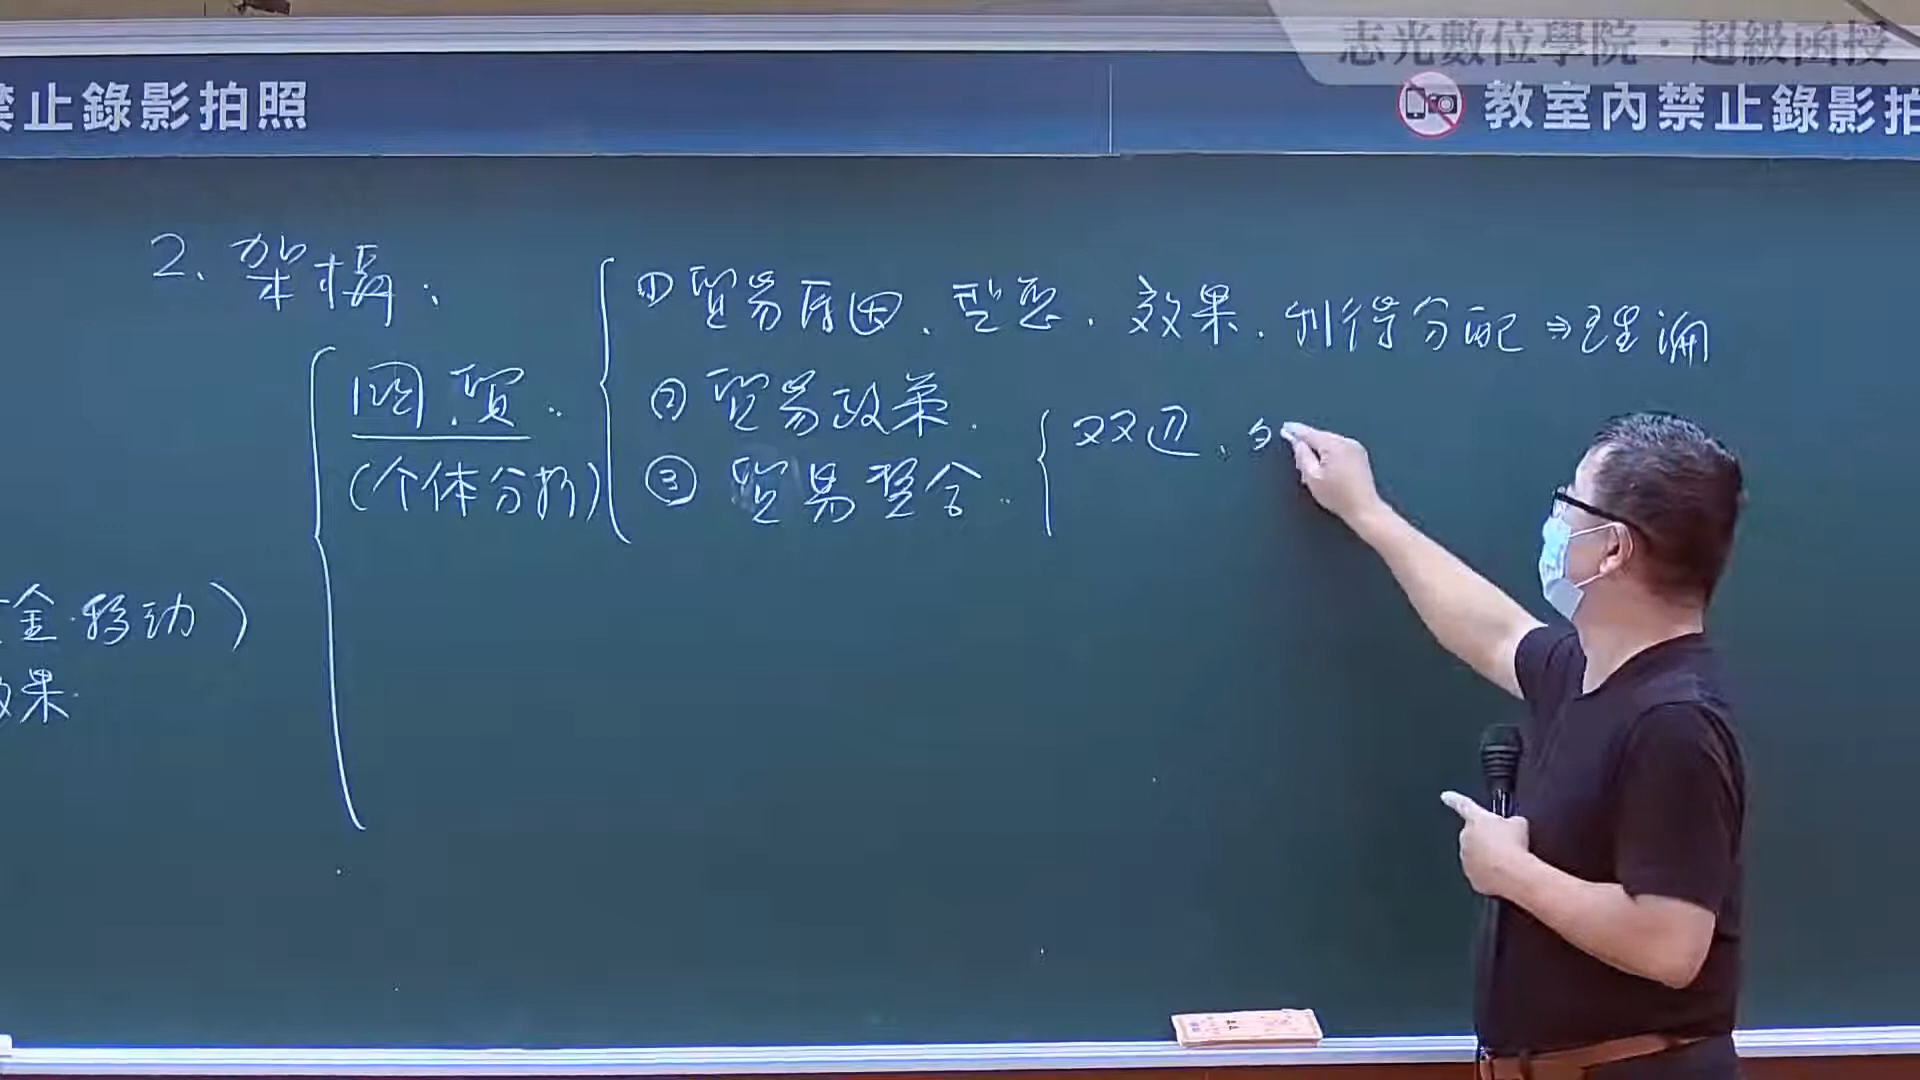 志光數位學院・超級函授
禁止錄影拍照
教室內禁止錄影拍
2、架構：
①貿易原因、型態、效果、利得分配⇒理論
國貿
②貿易政策
(个体分析)
③貿易整合
双边、
金移动)
效果